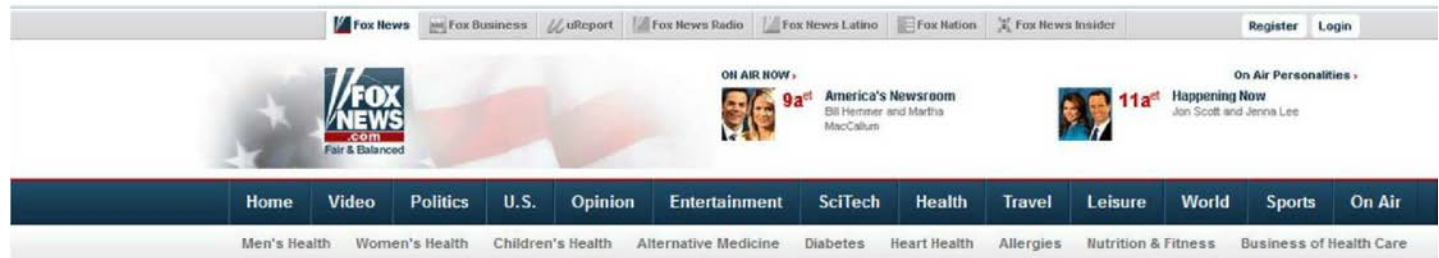 Fox News Fox Business uReport Fox News Radio Fox News Latino Fox Nation Fox News Insider Register Login
ON AIR NOW › On Air Personalities ›
FOX
NEWS
.com
Fair & Balanced
9a et America's Newsroom
Bill Hemmer and Martha
MacCallum
11a et Happening Now
Jon Scott and Jenna Lee
Home Video Politics U.S. Opinion Entertainment SciTech Health Travel Leisure World Sports On Air
Men's Health Women's Health Children's Health Alternative Medicine Diabetes Heart Health Allergies Nutrition & Fitness Business of Health Care